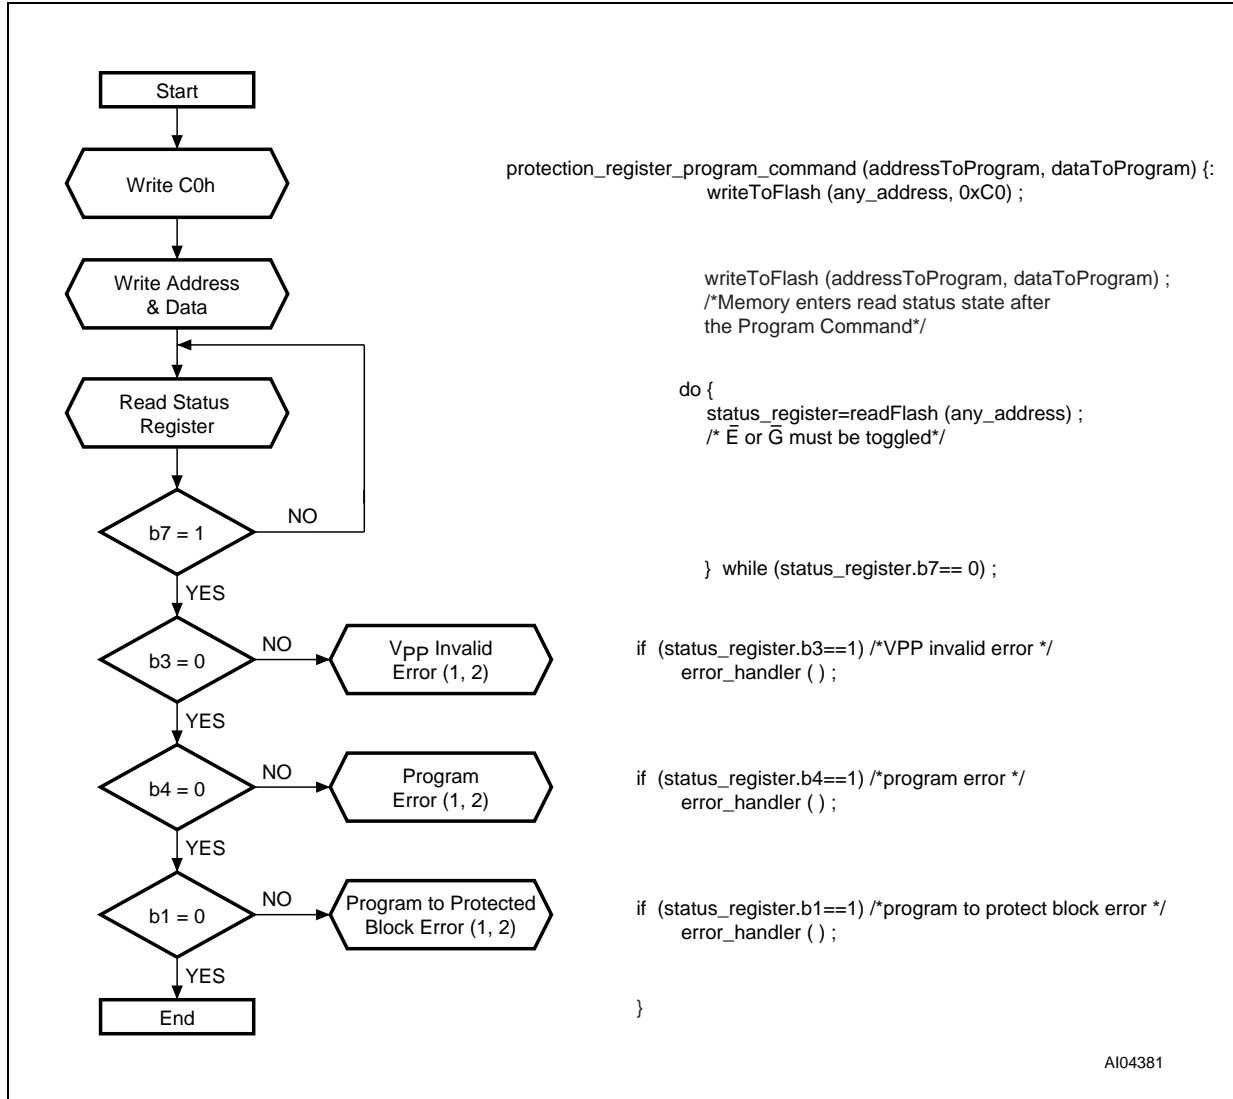 Start
Write C0h
protection_register_program_command (addressToProgram, dataToProgram) {:
writeToFlash (any_address, 0xC0) ;
Write Address
& Data
writeToFlash (addressToProgram, dataToProgram) ;
/*Memory enters read status state after
the Program Command*/
Read Status
Register
do {
status_register=readFlash (any_address) ;
/* E̅ or G̅ must be toggled*/
b7 = 1
NO
} while (status_register.b7== 0) ;
YES
b3 = 0
NO
VPP Invalid
Error (1, 2)
if (status_register.b3==1) /*VPP invalid error */
error_handler ( ) ;
YES
b4 = 0
NO
Program
Error (1, 2)
if (status_register.b4==1) /*program error */
error_handler ( ) ;
YES
b1 = 0
NO
Program to Protected
Block Error (1, 2)
if (status_register.b1==1) /*program to protect block error */
error_handler ( ) ;
YES
End
}
AI04381